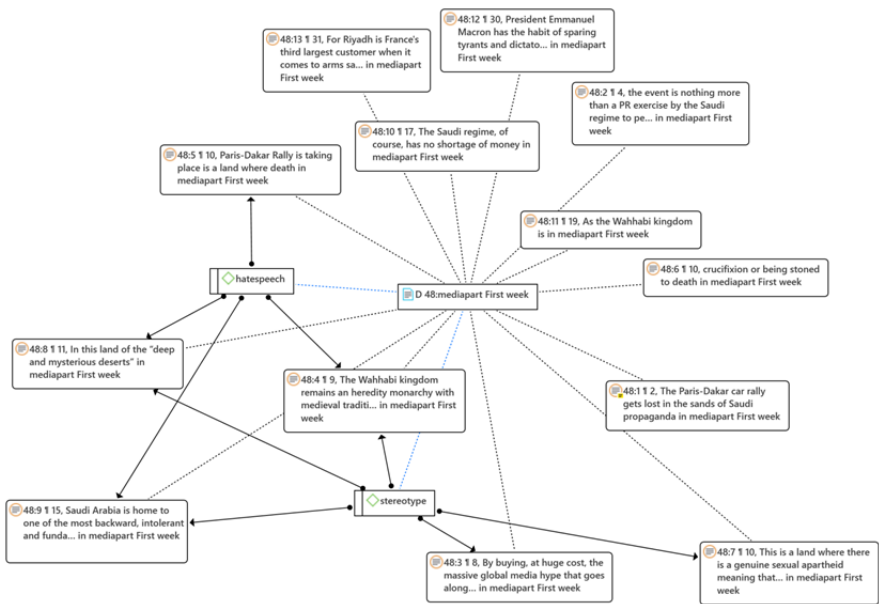 48:12 ¶ 30, President Emmanuel
Macron has the habit of sparing
tyrants and dictato... in mediapart
First week
48:13 ¶ 31, For Riyadh is France's
third largest customer when it
comes to arms sa... in mediapart
First week
48:2 ¶ 4, the event is nothing more
than a PR exercise by the Saudi
regime to pe... in mediapart First
week
48:10 ¶ 17, The Saudi regime, of
course, has no shortage of money in
mediapart First week
48:5 ¶ 10, Paris-Dakar Rally is taking
place is a land where death in
mediapart First week
48:11 ¶ 19, As the Wahhabi kingdom
is in mediapart First week
48:6 ¶ 10, crucifixion or being stoned
to death in mediapart First week
hatespeech
D 48:mediapart First week
48:8 ¶ 11, In this land of the "deep
and mysterious deserts" in
mediapart First week
48:4 ¶ 9, The Wahhabi kingdom
remains an heredity monarchy with
medieval traditi... in mediapart First
week
48:1 ¶ 2, The Paris-Dakar car rally
gets lost in the sands of Saudi
propaganda in mediapart First week
stereotype
48:9 ¶ 15, Saudi Arabia is home to
one of the most backward, intolerant
and funda... in mediapart First week
48:3 ¶ 8, By buying, at huge cost, the
massive global media hype that goes
along... in mediapart First week
48:7 ¶ 10, This is a land where there
is a genuine sexual apartheid
meaning that... in mediapart First
week